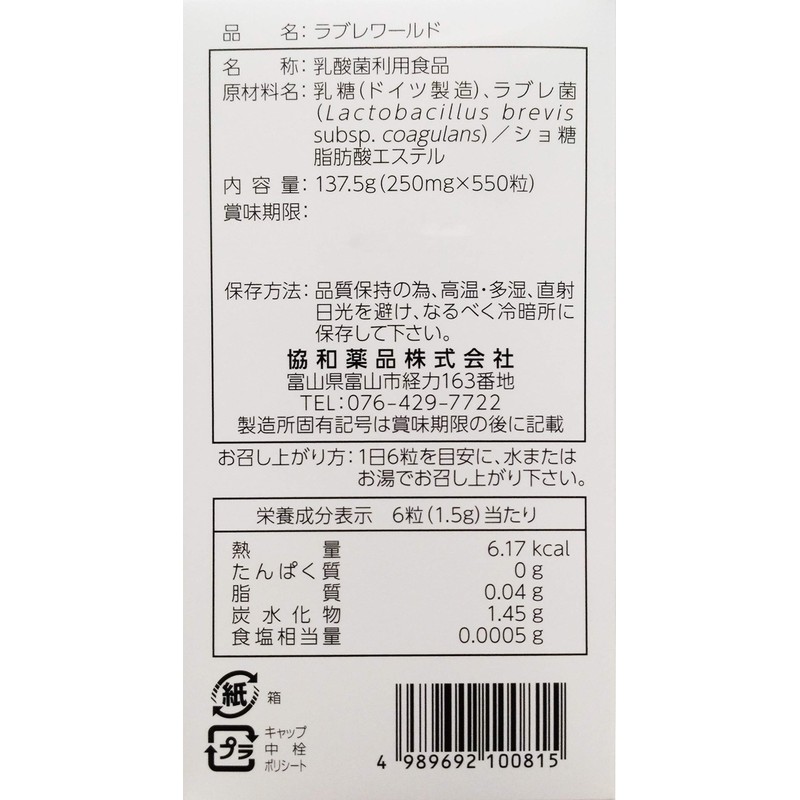 品名：ラブレワールド
名称：乳酸菌利用食品
原材料名：乳糖(ドイツ製造)、ラブレ菌
(Lactobacillus brevis
subsp. coagulans)／ショ糖
脂肪酸エステル
内容量：137.5g(250mg×550粒)
賞味期限：
保存方法：品質保持の為、高温・多湿、直射
日光を避け、なるべく冷暗所に
保存して下さい。
協和薬品株式会社
富山県富山市経力163番地
TEL：076-429-7722
製造所固有記号は賞味期限の後に記載
お召し上がり方：1日6粒を目安に、水または
お湯でお召し上がり下さい。
栄養成分表示 6粒(1.5g)当たり
熱量 6.17 kcal
たんぱく質 0 g
脂質 0.04 g
炭水化物 1.45 g
食塩相当量 0.0005 g
紙 箱
プラ キャップ
中栓
ポリシート
4 989692 100815